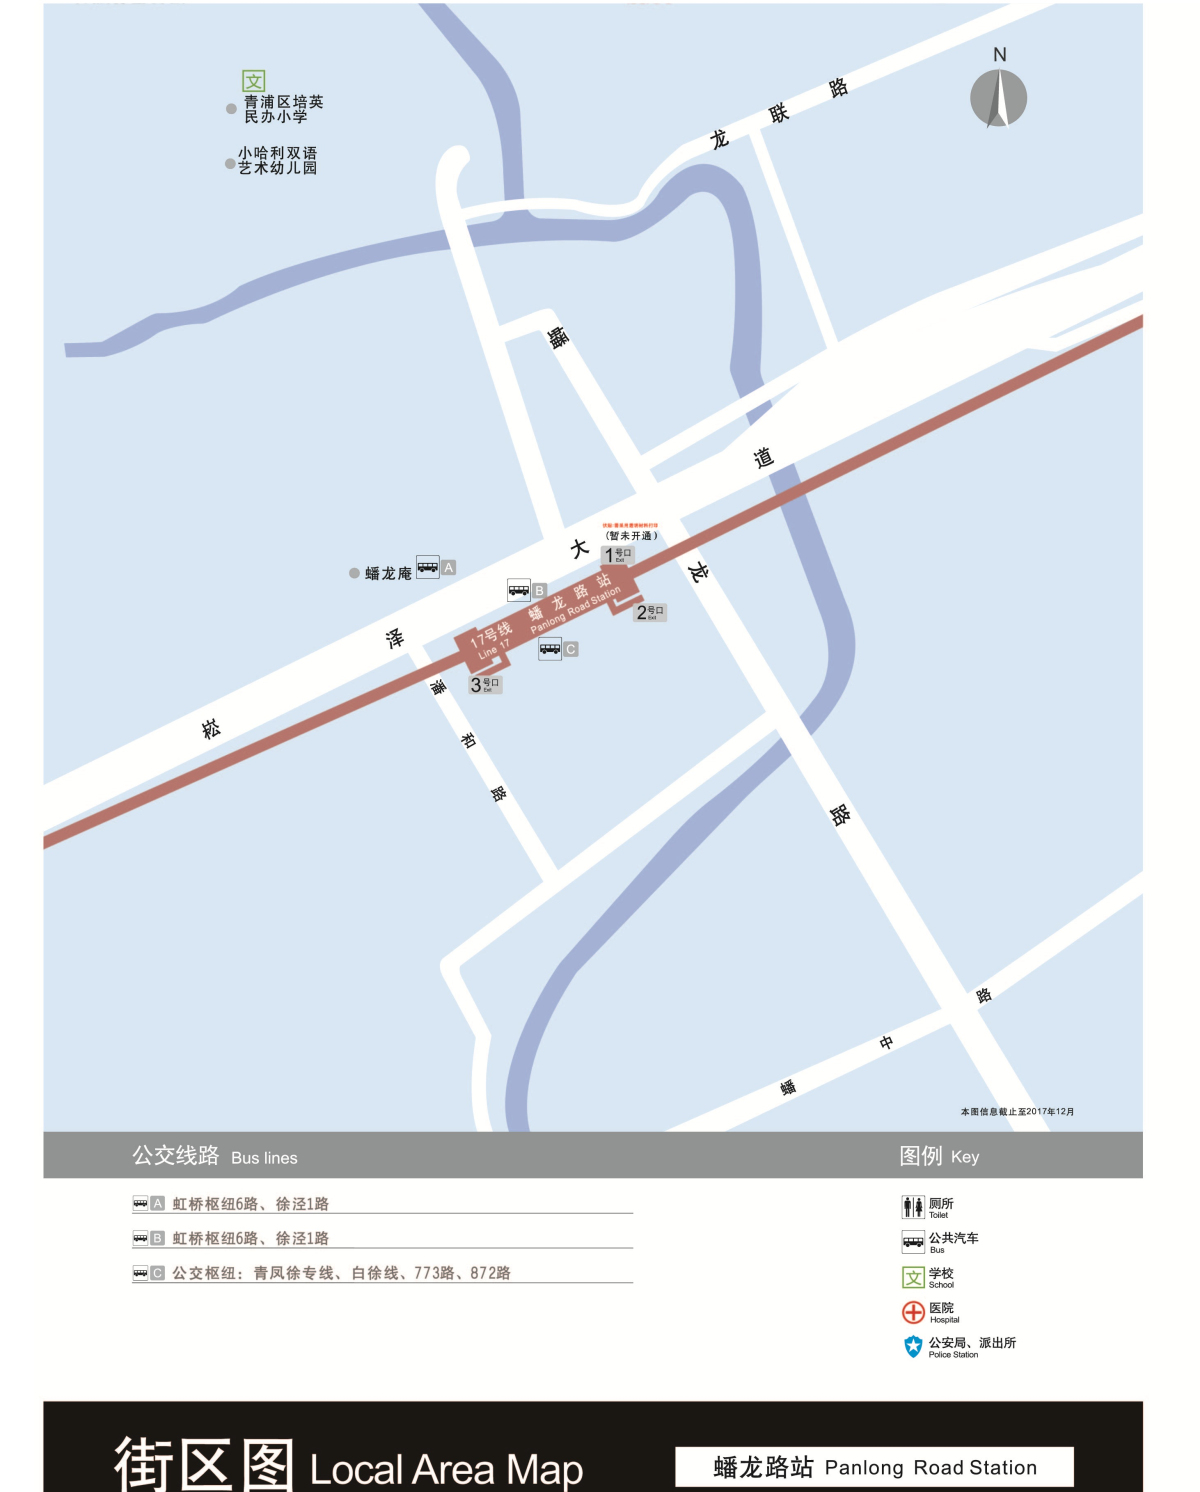 N
龙联路
文
青浦区培英
民办小学
小哈利双语
艺术幼儿园
蟠龙路
崧泽大道
(暂未开通)
1号口
Exit
蟠龙庵
A
B
蟠龙路站
Panlong Road Station
17号线
Line 17
2号口
Exit
C
3号口
Exit
潘和路
蟠中路
本图信息截止至2017年12月
公交线路 Bus lines
A 虹桥枢纽6路、徐泾1路
B 虹桥枢纽6路、徐泾1路
C 公交枢纽：青凤徐专线、白徐线、773路、872路
图例 Key
厕所
Toilet
公共汽车
Bus
文 学校
School
医院
Hospital
公安局、派出所
Police Station
街区图 Local Area Map
蟠龙路站 Panlong Road Station